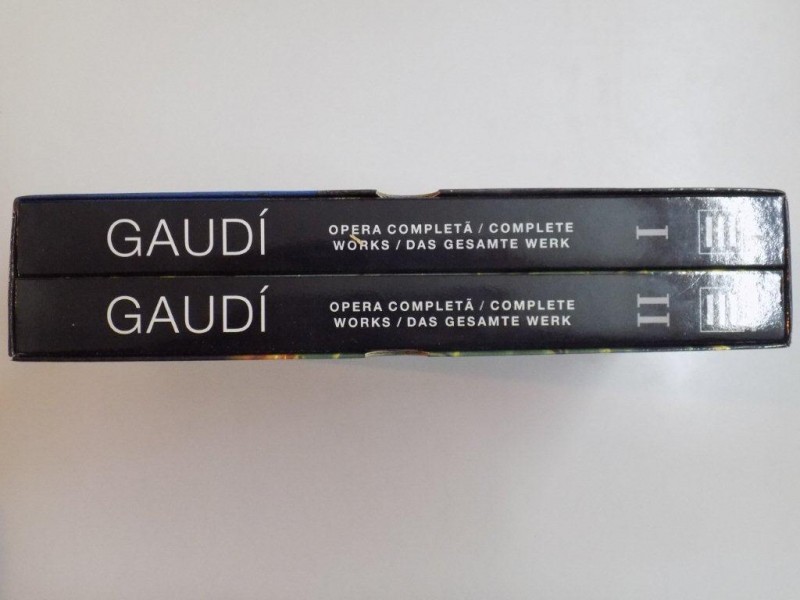 GAUDÍ
OPERA COMPLETĂ / COMPLETE
WORKS / DAS GESAMTE WERK
I
GAUDÍ
OPERA COMPLETĂ / COMPLETE
WORKS / DAS GESAMTE WERK
II